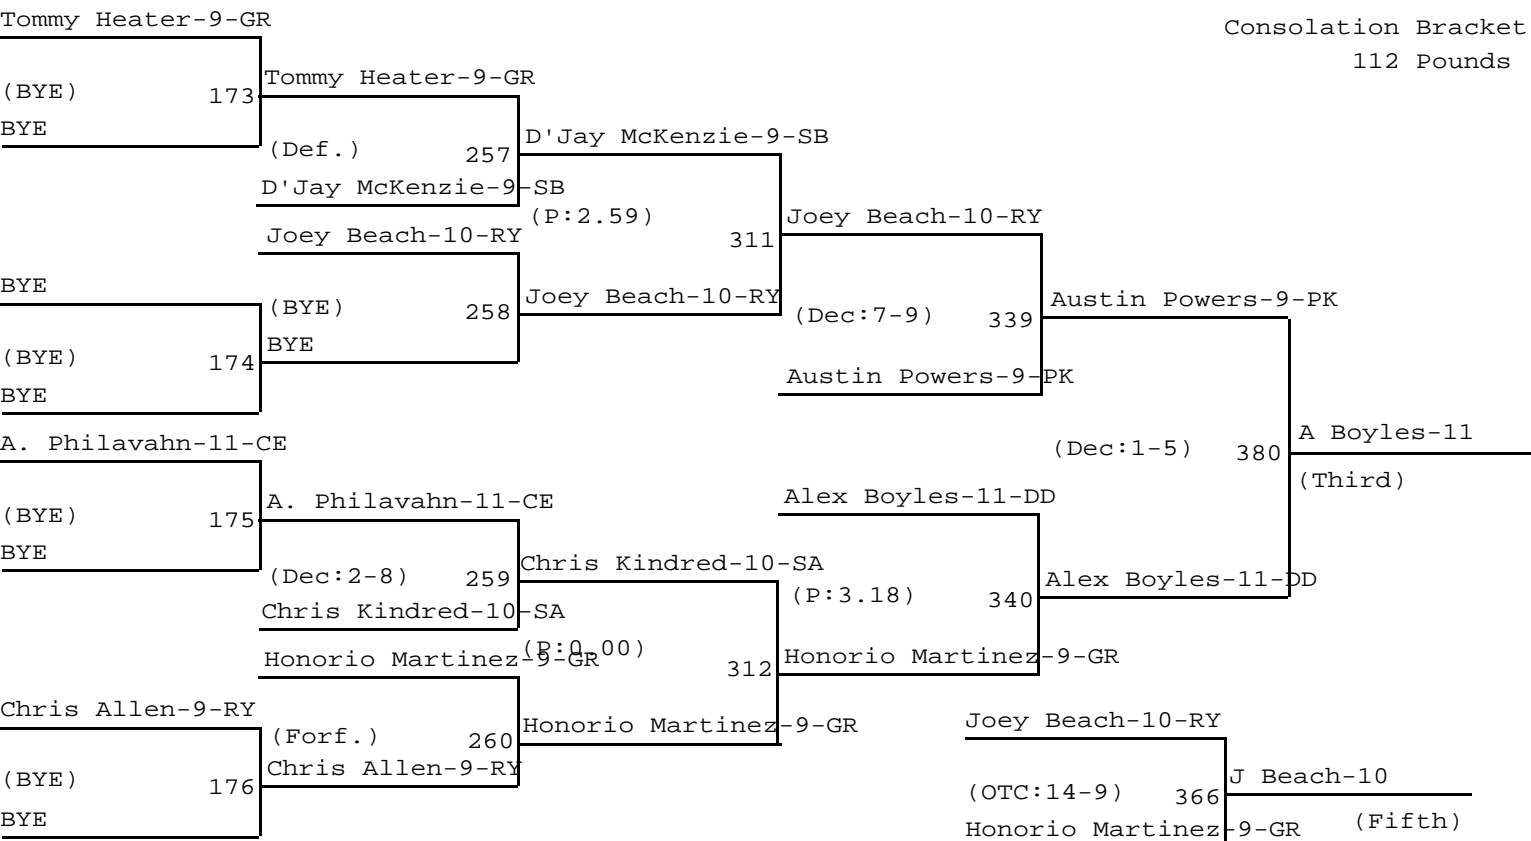 Tommy Heater-9-GR
Consolation Bracket
112 Pounds
Tommy Heater-9-GR
(BYE)
173
BYE
D'Jay McKenzie-9-SB
(Def.)
257
D'Jay McKenzie-9-SB
(P:2.59)
Joey Beach-10-RY
311
Joey Beach-10-RY
BYE
Joey Beach-10-RY
(BYE)
258
Austin Powers-9-PK
(Dec:7-9)
339
BYE
(BYE)
174
Austin Powers-9-PK
BYE
A. Philavahn-11-CE
A Boyles-11
(Dec:1-5)
380
(Third)
A. Philavahn-11-CE
Alex Boyles-11-DD
(BYE)
175
BYE
Chris Kindred-10-SA
(Dec:2-8)
259
Alex Boyles-11-DD
(P:3.18)
340
Chris Kindred-10-SA
(P:0.00)
Honorio Martinez-9-GR
312
Honorio Martinez-9-GR
Chris Allen-9-RY
Honorio Martinez-9-GR
Joey Beach-10-RY
(Forf.)
260
Chris Allen-9-RY
J Beach-10
(BYE)
176
(OTC:14-9)
366
BYE
Honorio Martinez-9-GR
(Fifth)